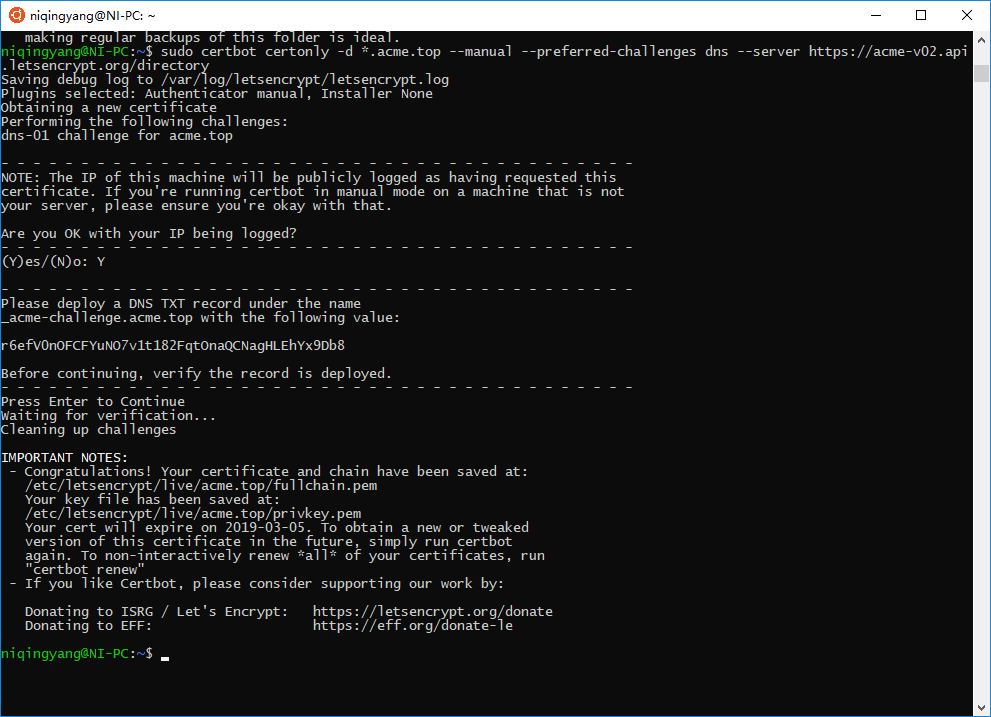 niqingyang@NI-PC: ~
making regular backups of this folder is ideal.
niqingyang@NI-PC:~$ sudo certbot certonly -d *.acme.top --manual --preferred-challenges dns --server https://acme-v02.api
.letsencrypt.org/directory
Saving debug log to /var/log/letsencrypt/letsencrypt.log
Plugins selected: Authenticator manual, Installer None
Obtaining a new certificate
Performing the following challenges:
dns-01 challenge for acme.top
- - - - - - - - - - - - - - - - - - - - - - - - - - - - - - - - - - - - - - - -
NOTE: The IP of this machine will be publicly logged as having requested this
certificate. If you're running certbot in manual mode on a machine that is not
your server, please ensure you're okay with that.
Are you OK with your IP being logged?
- - - - - - - - - - - - - - - - - - - - - - - - - - - - - - - - - - - - - - - -
(Y)es/(N)o: Y
- - - - - - - - - - - - - - - - - - - - - - - - - - - - - - - - - - - - - - - -
Please deploy a DNS TXT record under the name
_acme-challenge.acme.top with the following value:
r6efV0nOFCFYuNO7v1t182FqtOnaQCNagHLEhYx9Db8
Before continuing, verify the record is deployed.
- - - - - - - - - - - - - - - - - - - - - - - - - - - - - - - - - - - - - - - -
Press Enter to Continue
Waiting for verification...
Cleaning up challenges
IMPORTANT NOTES:
- Congratulations! Your certificate and chain have been saved at:
/etc/letsencrypt/live/acme.top/fullchain.pem
Your key file has been saved at:
/etc/letsencrypt/live/acme.top/privkey.pem
Your cert will expire on 2019-03-05. To obtain a new or tweaked
version of this certificate in the future, simply run certbot
again. To non-interactively renew *all* of your certificates, run
"certbot renew"
- If you like Certbot, please consider supporting our work by:
Donating to ISRG / Let's Encrypt:   https://letsencrypt.org/donate
Donating to EFF:                    https://eff.org/donate-le
niqingyang@NI-PC:~$